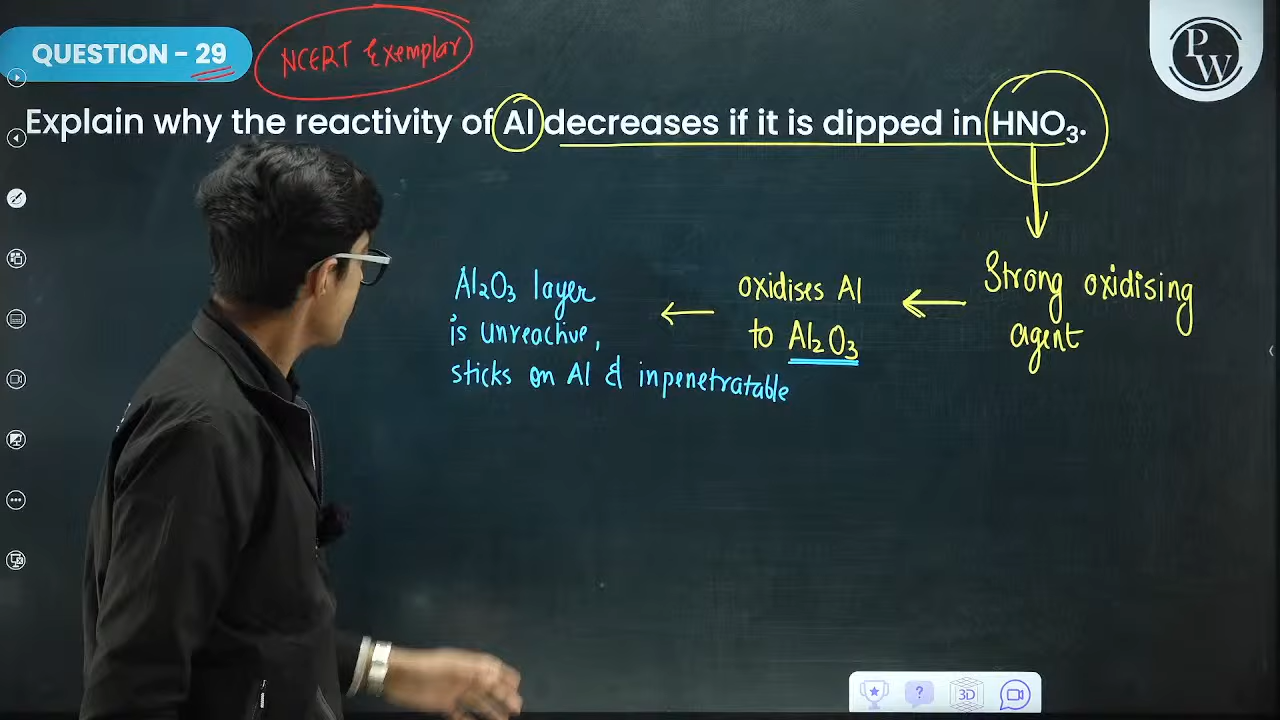 QUESTION - 29
NCERT Exemplar
PW
Explain why the reactivity of Al decreases if it is dipped in HNO₃.
Strong oxidising
agent
oxidises Al
to Al₂O₃
Al₂O₃ layer
is unreactive,
sticks on Al & inpenetratable
?
3D